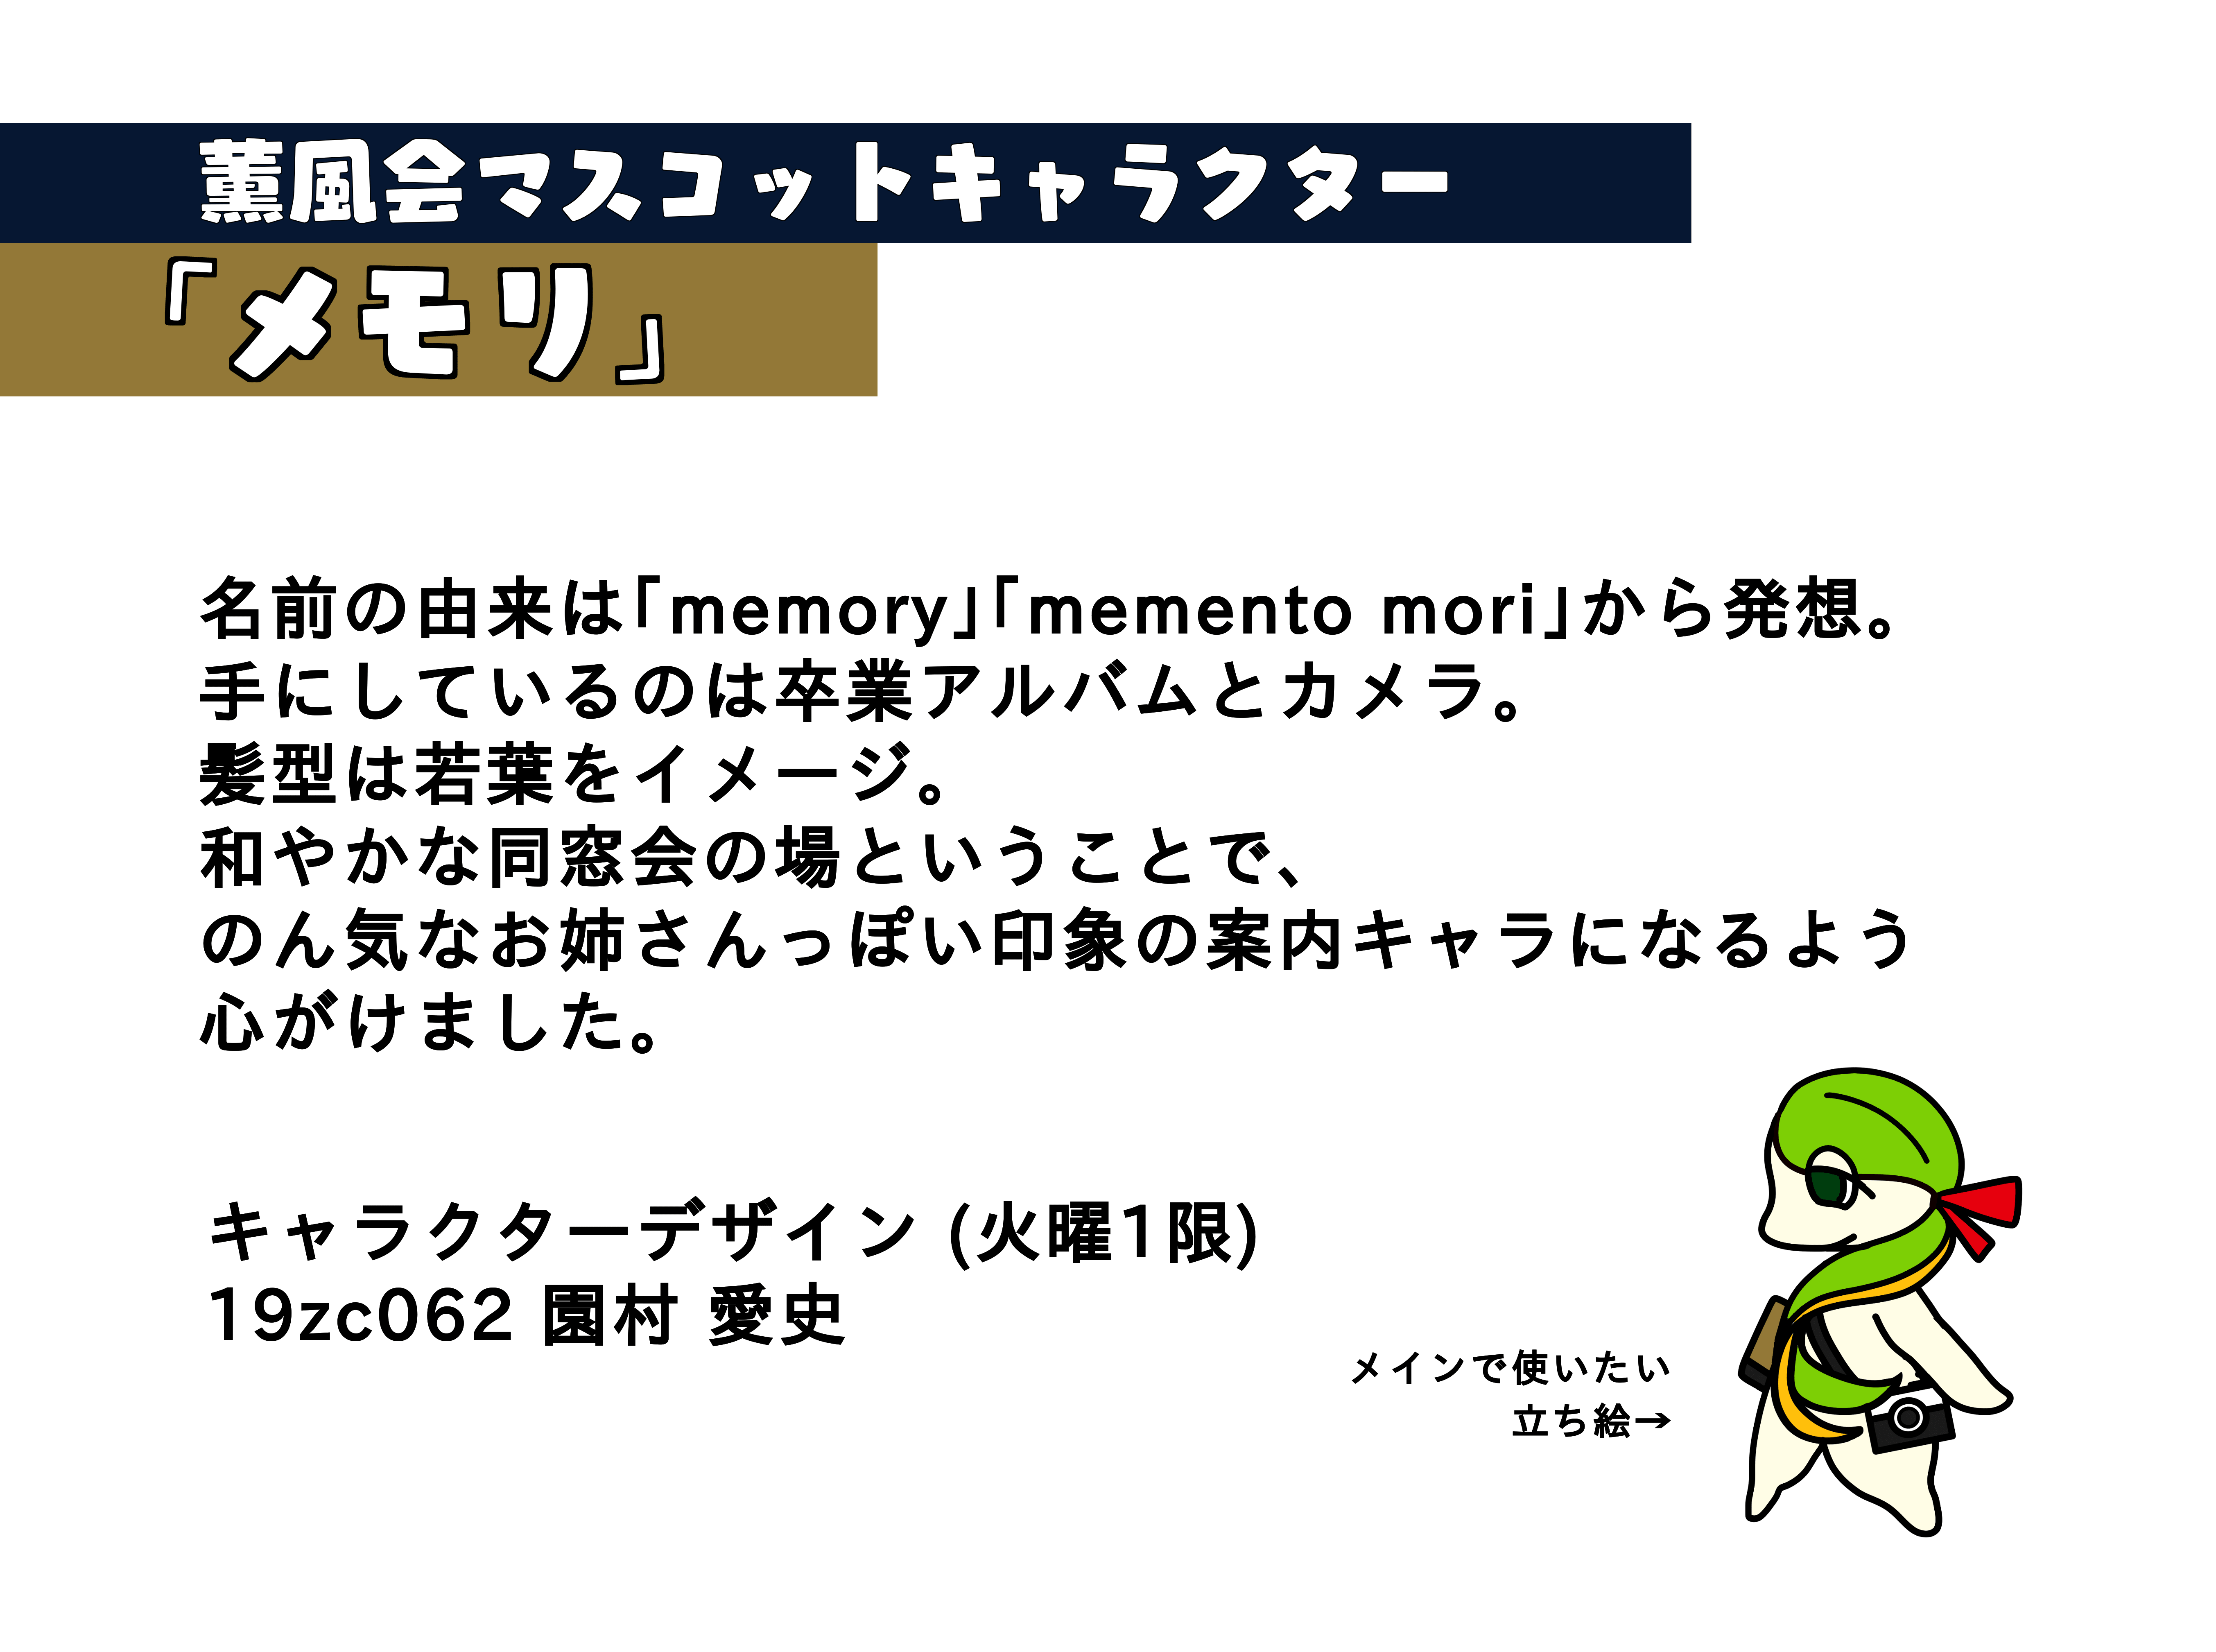 薫風会マスコットキャラクター
「メモリ」
名前の由来は「memory」「memento mori」から発想。
手にしているのは卒業アルバムとカメラ。
髪型は若葉をイメージ。
和やかな同窓会の場ということで、
のん気なお姉さんっぽい印象の案内キャラになるよう
心がけました。
キャラクターデザイン (火曜1限)
19zc062 園村 愛史
メインで使いたい
立ち絵→